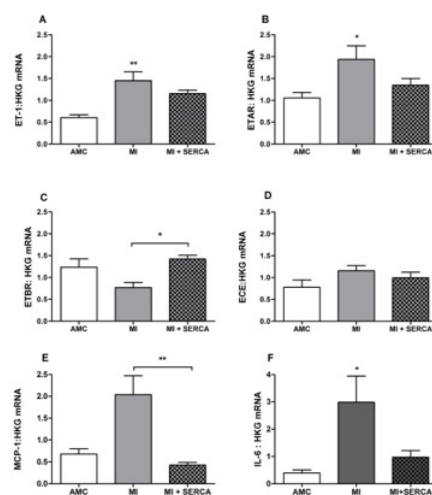 A
ET-1:HKG mRNA
2.5
2.0
1.5
1.0
0.5
0.0
**
AMC MI MI + SERCA
B
ETAR: HKG mRNA
2.5
2.0
1.5
1.0
0.5
0.0
*
AMC MI MI + SERCA
C
ETBR: HKG mRNA
2.5
2.0
1.5
1.0
0.5
0.0
*
AMC MI MI + SERCA
D
ECE:HKG mRNA
2.5
2.0
1.5
1.0
0.5
0.0
AMC MI MI + SERCA
E
MCP-1:HKG mRNA
2.5
2.0
1.5
1.0
0.5
0.0
**
AMC MI MI+SERCA
F
IL-6 : HKG mRNA
6
4
2
0
*
AMC MI MI+SERCA